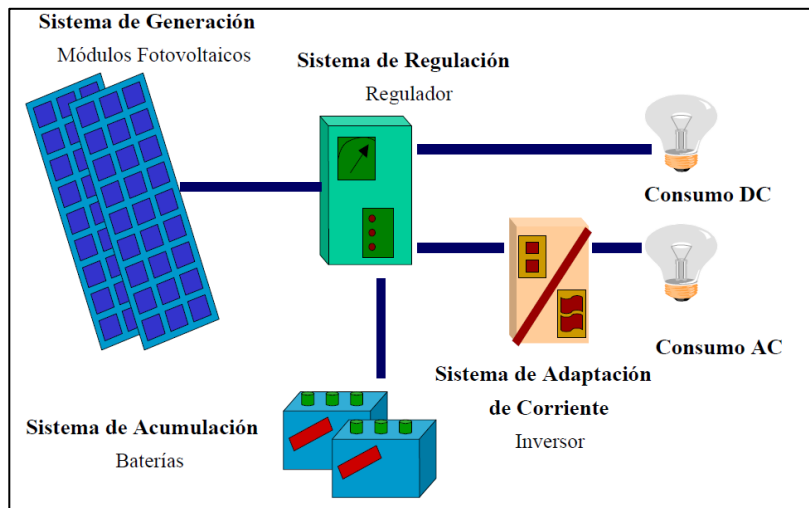 Sistema de Generación
Módulos Fotovoltaicos
Sistema de Regulación
Regulador
Consumo DC
Consumo AC
Sistema de Adaptación
de Corriente
Inversor
Sistema de Acumulación
Baterías